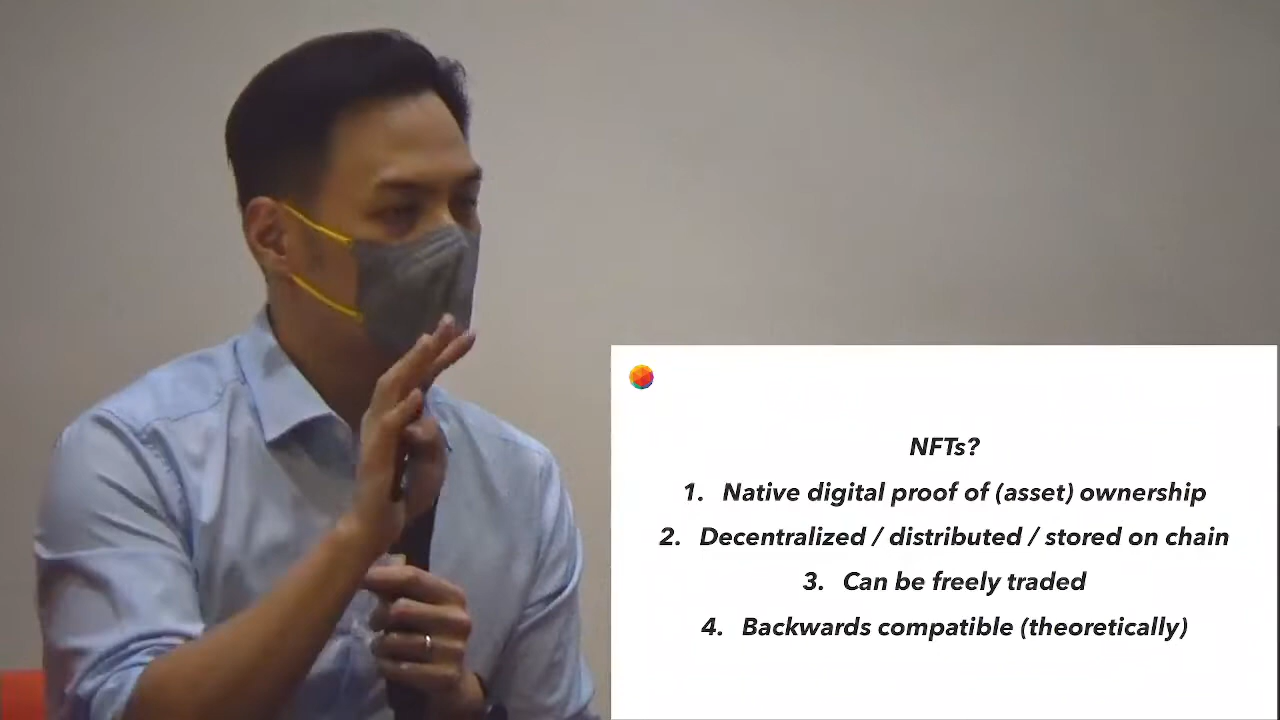 NFTs?
1. Native digital proof of (asset) ownership
2. Decentralized / distributed / stored on chain
3. Can be freely traded
4. Backwards compatible (theoretically)